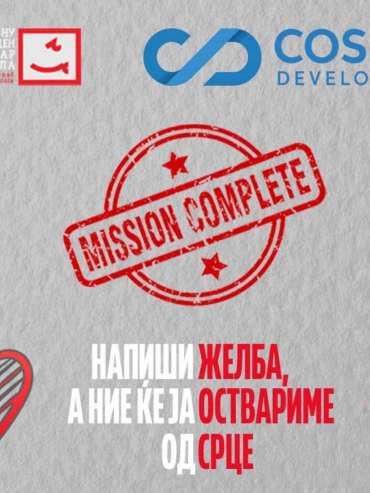 COS
DEVELO
MISSION COMPLETE
НАПИШИ ЖЕЛБА,
А НИЕ ЌЕ ЈА ОСТВАРИМЕ
ОД СРЦЕ